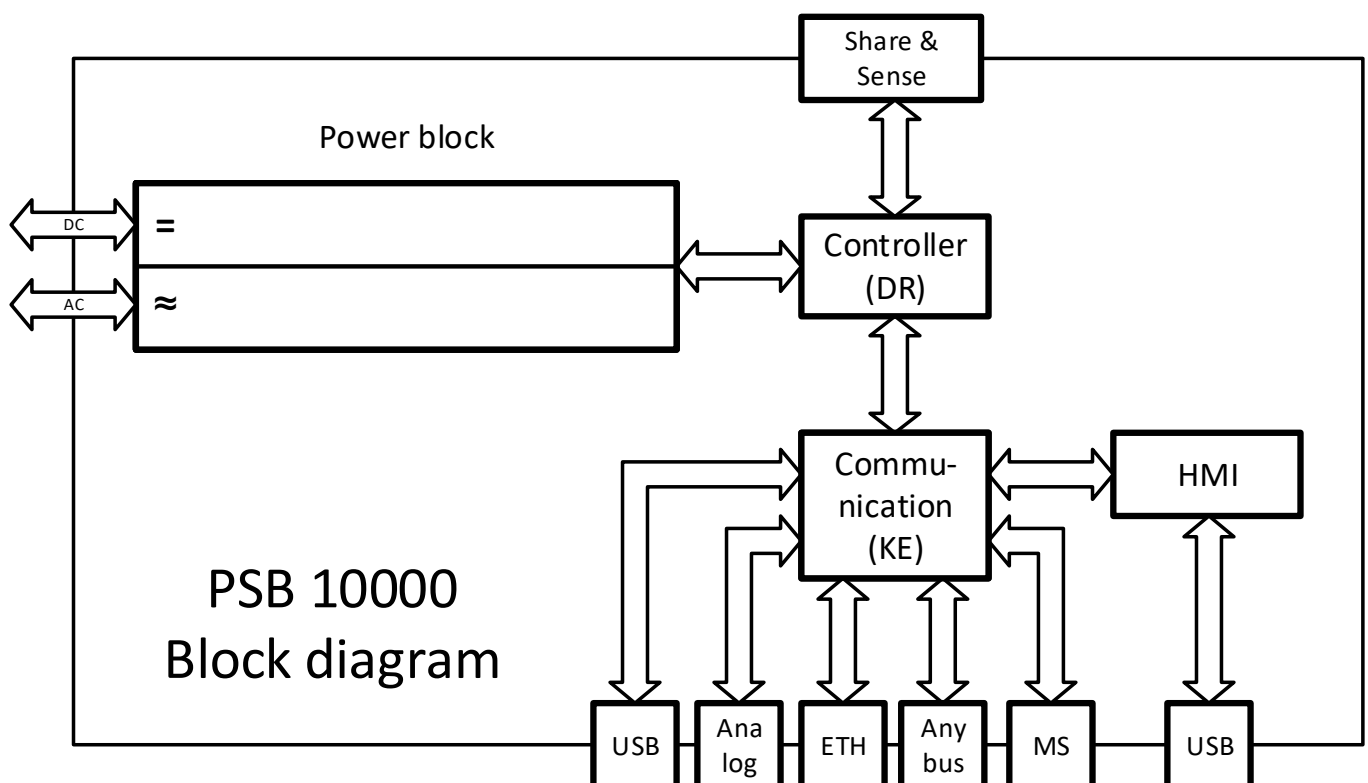 Share &
Sense
Power block
DC
=
Controller
(DR)
AC
≈
Commu-
nication
(KE)
HMI
PSB 10000
Block diagram
USB
Ana
log
ETH
Any
bus
MS
USB